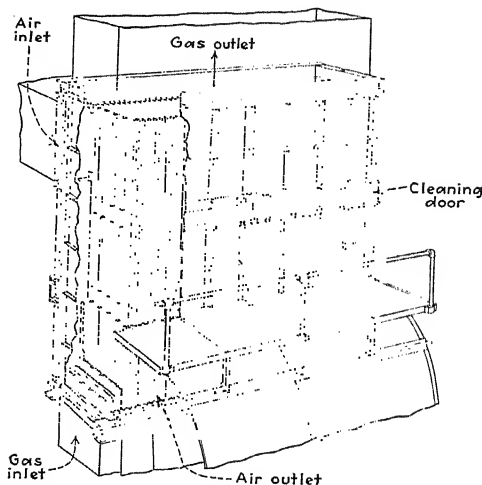 Air
inlet
Gas outlet
Cleaning
door
Gas
inlet
Air outlet